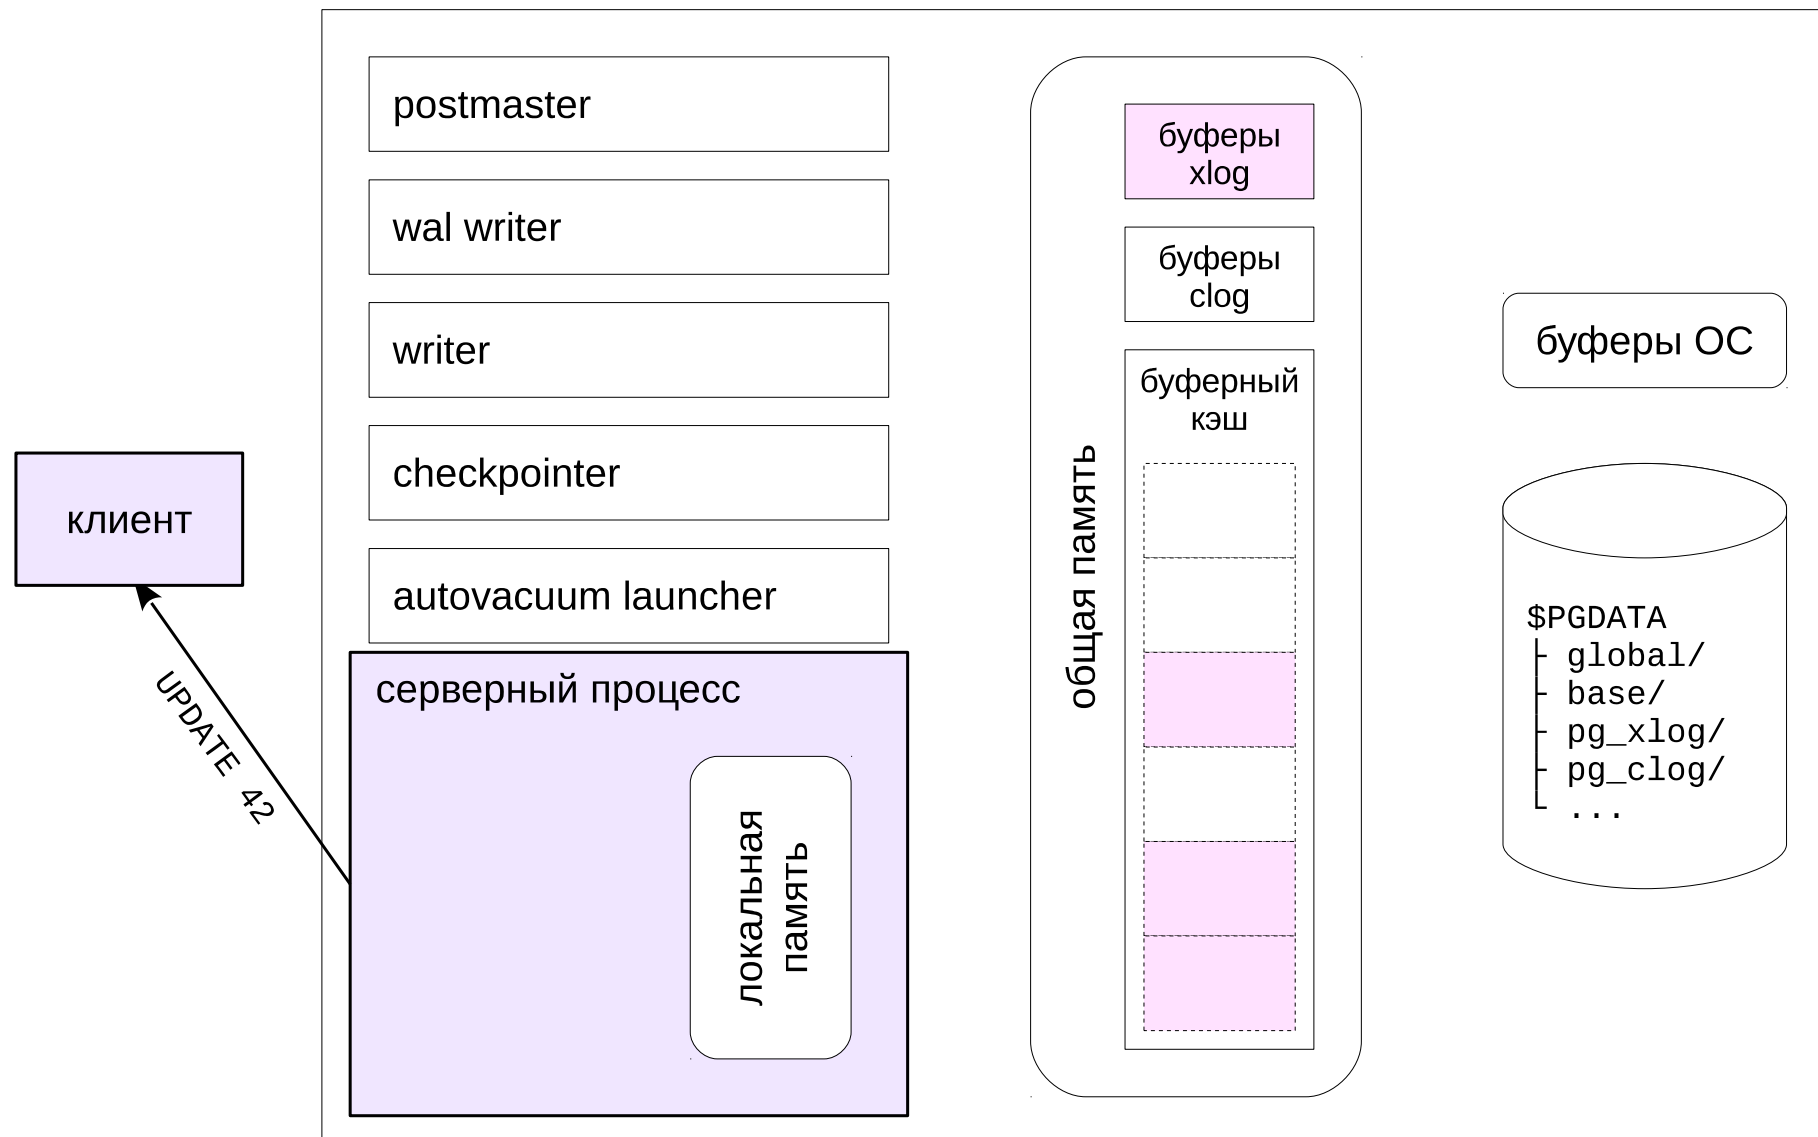 postmaster
wal writer
writer
checkpointer
autovacuum launcher
клиент
UPDATE 42
серверный процесс
локальная
память
общая память
буферы
xlog
буферы
clog
буферный
кэш
буферы ОС
$PGDATA
├ global/
├ base/
├ pg_xlog/
├ pg_clog/
└ ...